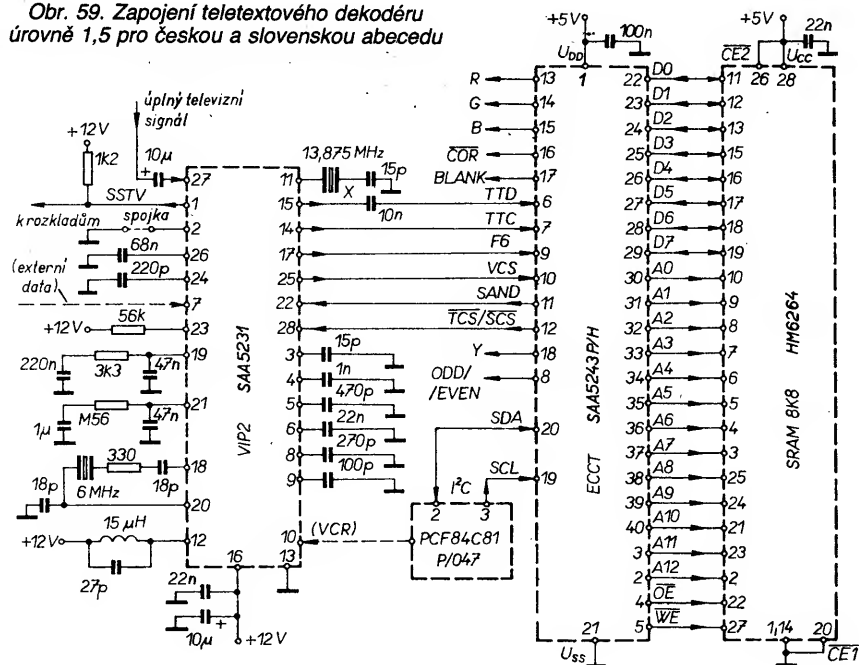 Obr. 59. Zapojení teletextového dekodéru
úrovně 1,5 pro českou a slovenskou abecedu
úplný televizní
signál
+12V
1k2
10µ
+
27
SSTV
1
k rozkladům
spojka
2
68n
26
220p
24
(externí
data)
7
+12V
56k
23
220n
3k3
47n
19
1µ
M56
47n
21
330
18
6 MHz
18p
18p
20
15 µH
+12V
12
27p
VIP2 SAA5231
16
13
22n
10µ
+
+12V
13,875 MHz
11
X
15p
15
10n
TTD
6
14
TTC
7
17
F6
9
25
VCS
10
22
SAND
11
28
TCS/SCS
12
3
15p
4
1n
5
470p
6
22n
8
270p
9
100p
10
(VCR)
Y
18
ODD/
/EVEN
8
SDA
20
SCL
19
I²C
2
3
PCF84C81
P/047
+5V
100n
UDD
1
R
13
G
14
B
15
COR
16
BLANK
17
ECCT SAA5243P/H
21
USS
22 D0 11
23 D1 12
24 D2 13
25 D3 15
26 D4 16
27 D5 17
28 D6 18
29 D7 19
30 A0 10
31 A1 9
32 A2 8
33 A3 7
34 A4 6
35 A5 5
36 A6 4
37 A7 3
38 A8 25
39 A9 24
40 A10 21
3 A11 23
2 A12 2
4 OE 22
5 WE 27
+5V
22n
CE2
UCC
26
28
SRAM 8K8 HM6264
1,14
20
CE1